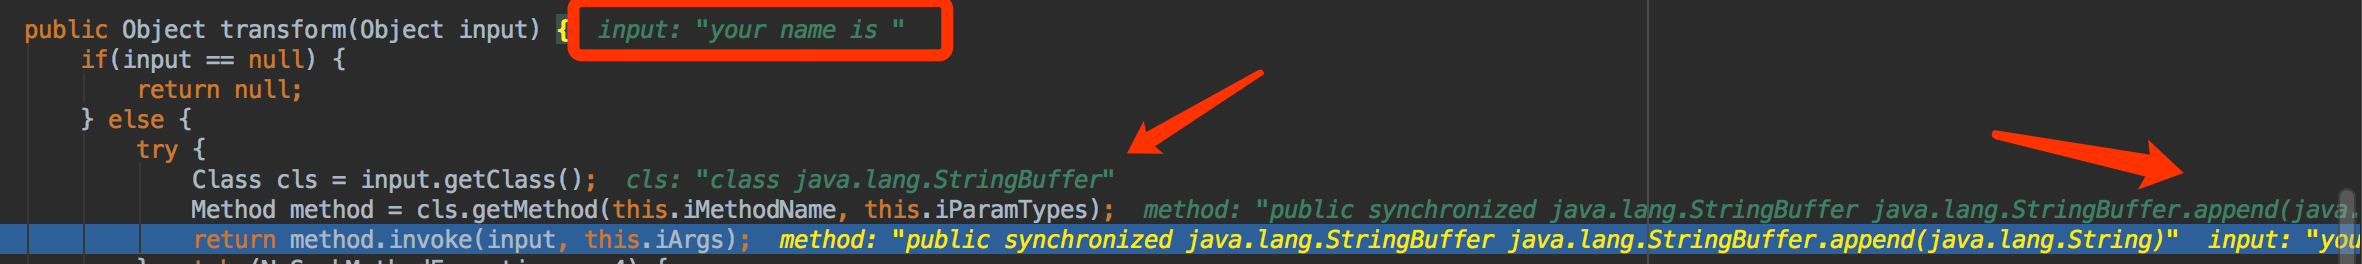 public Object transform(Object input) { input: "your name is "
if(input == null) {
return null;
} else {
try {
Class cls = input.getClass(); cls: "class java.lang.StringBuffer"
Method method = cls.getMethod(this.iMethodName, this.iParamTypes); method: "public synchronized java.lang.StringBuffer java.lang.StringBuffer.append(java.
return method.invoke(input, this.iArgs); method: "public synchronized java.lang.StringBuffer java.lang.StringBuffer.append(java.lang.String)" input: "you